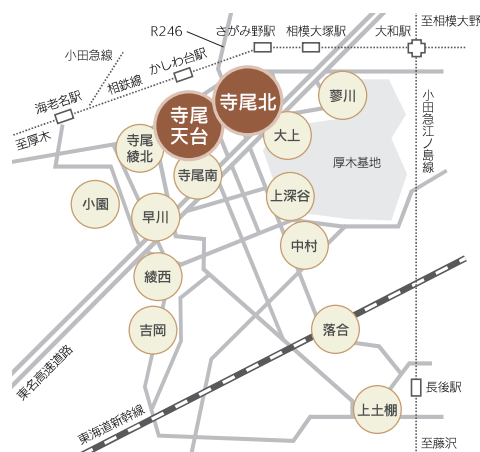 至相模大野
R246
さがみ野駅
相模大塚駅
大和駅
小田急線
かしわ台駅
相鉄線
海老名駅
至厚木
小田急江ノ島線
寺尾北
寺尾
天台
蓼川
大上
寺尾
綾北
厚木基地
寺尾南
小園
早川
上深谷
中村
綾西
吉岡
落合
東名高速道路
長後駅
上土棚
東海道新幹線
至藤沢